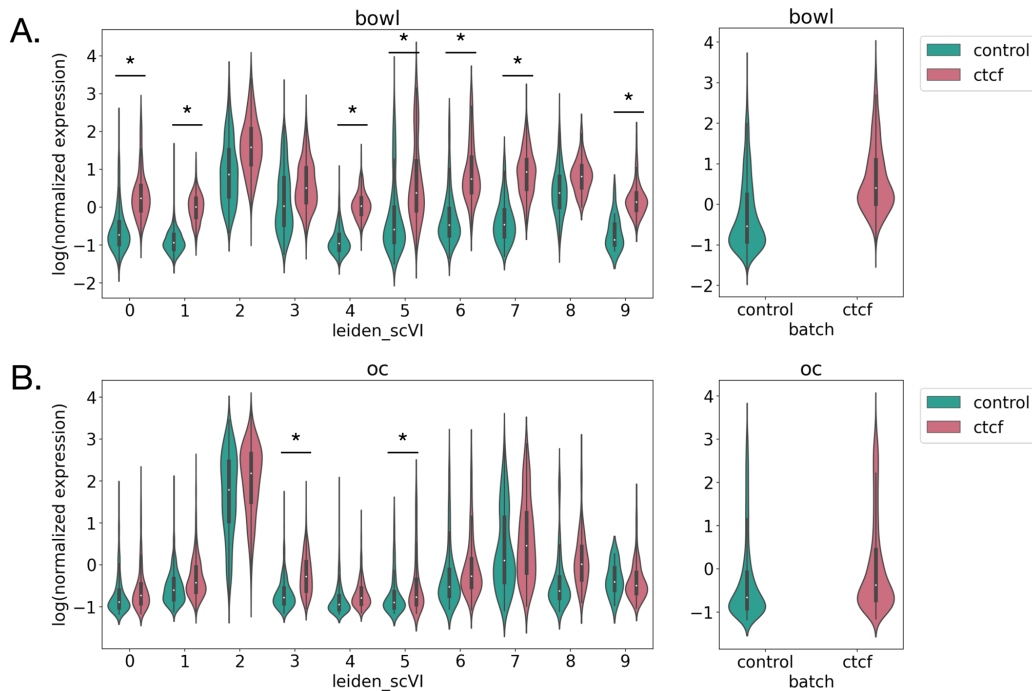 A.
bowl
* * * * * * *
log(normalized expression)
4
3
2
1
0
−1
−2
0 1 2 3 4 5 6 7 8 9
leiden_scVI
bowl
4
3
2
1
0
−1
−2
control ctcf
batch
control
ctcf
B.
oc
* *
log(normalized expression)
4
3
2
1
0
−1
0 1 2 3 4 5 6 7 8 9
leiden_scVI
oc
4
3
2
1
0
−1
control ctcf
batch
control
ctcf